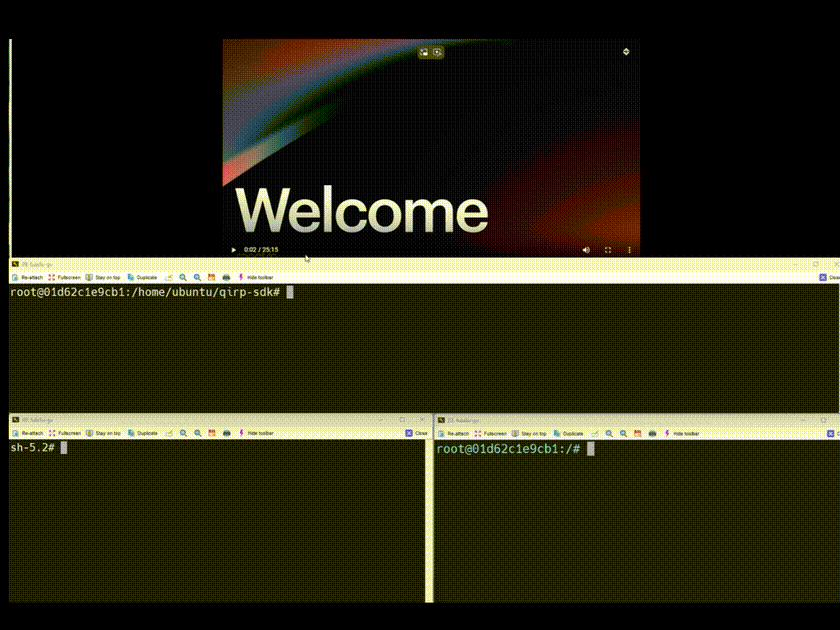 Welcome
0:02 / 25:15
Re-attach Fullscreen Stay on top Duplicate Hide toolbar Close
root@01d62c1e9cb1:/home/ubuntu/qirp-sdk#
Re-attach Fullscreen Stay on top Duplicate Hide toolbar Close
sh-5.2#
Re-attach Fullscreen Stay on top Duplicate Hide toolbar
root@01d62c1e9cb1:/#